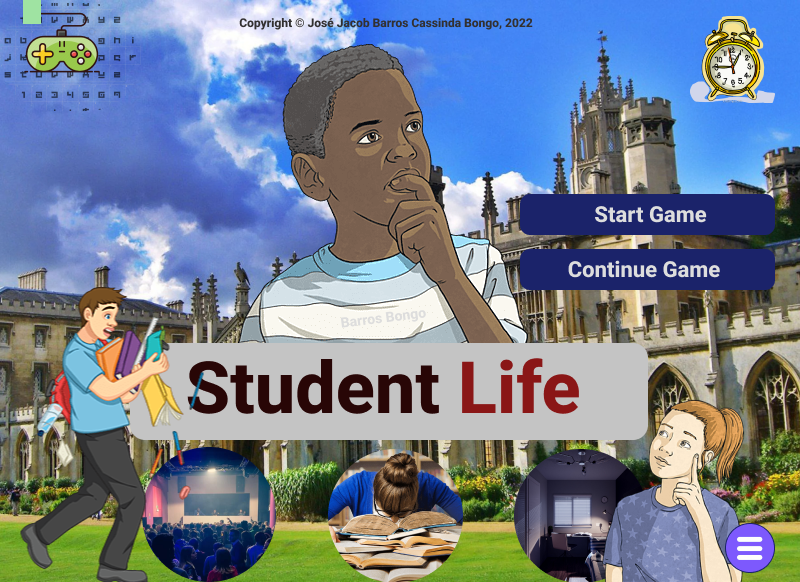 Copyright © José Jacob Barros Cassinda Bongo, 2022
Start Game
Continue Game
Barros Bongo
Student Life